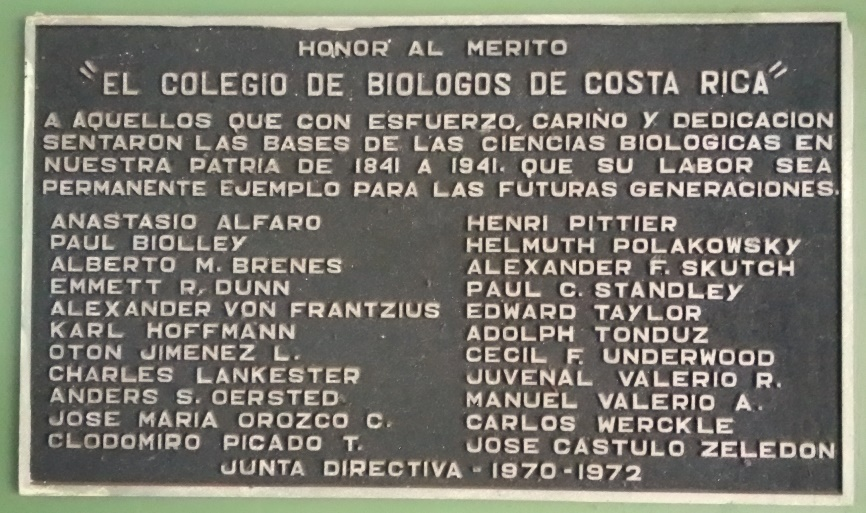 HONOR AL MERITO
"EL COLEGIO DE BIOLOGOS DE COSTA RICA"
A AQUELLOS QUE CON ESFUERZO, CARIÑO Y DEDICACION
SENTARON LAS BASES DE LAS CIENCIAS BIOLOGICAS EN
NUESTRA PATRIA DE 1841 A 1941. QUE SU LABOR SEA
PERMANENTE EJEMPLO PARA LAS FUTURAS GENERACIONES.
ANASTASIO ALFARO
PAUL BIOLLEY
ALBERTO M. BRENES
EMMETT R. DUNN
ALEXANDER VON FRANTZIUS
KARL HOFFMANN
OTON JIMENEZ L.
CHARLES LANKESTER
ANDERS S. OERSTED
JOSE MARIA OROZCO C.
CLODOMIRO PICADO T.
HENRI PITTIER
HELMUTH POLAKOWSKY
ALEXANDER F. SKUTCH
PAUL C. STANDLEY
EDWARD TAYLOR
ADOLPH TONDUZ
CECIL F. UNDERWOOD
JUVENAL VALERIO R.
MANUEL VALERIO A.
CARLOS WERCKLE
JOSE CASTULO ZELEDON
JUNTA DIRECTIVA - 1970-1972